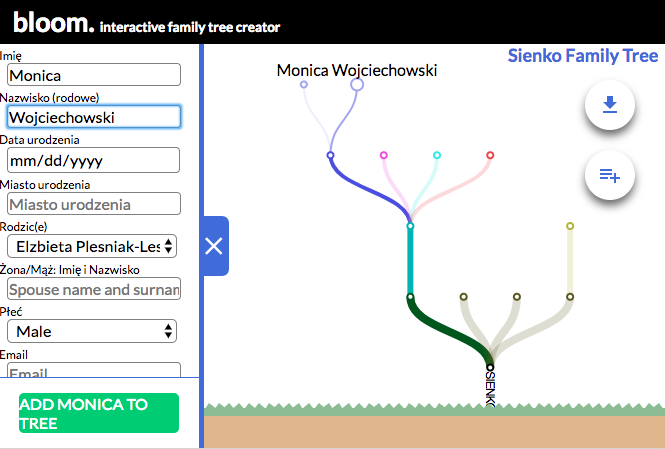 bloom. interactive family tree creator
Imię
Monica
Nazwisko (rodowe)
Wojciechowski
Data urodzenia
mm/dd/yyyy
Miasto urodzenia
Miasto urodzenia
Rodzic(e)
Elzbieta Plesniak-Les
Żona/Mąż: Imię i Nazwisko
Spouse name and surnam
Płeć
Male
Email
Email
ADD MONICA TO
TREE
Sienko Family Tree
Monica Wojciechowski
SIENKO